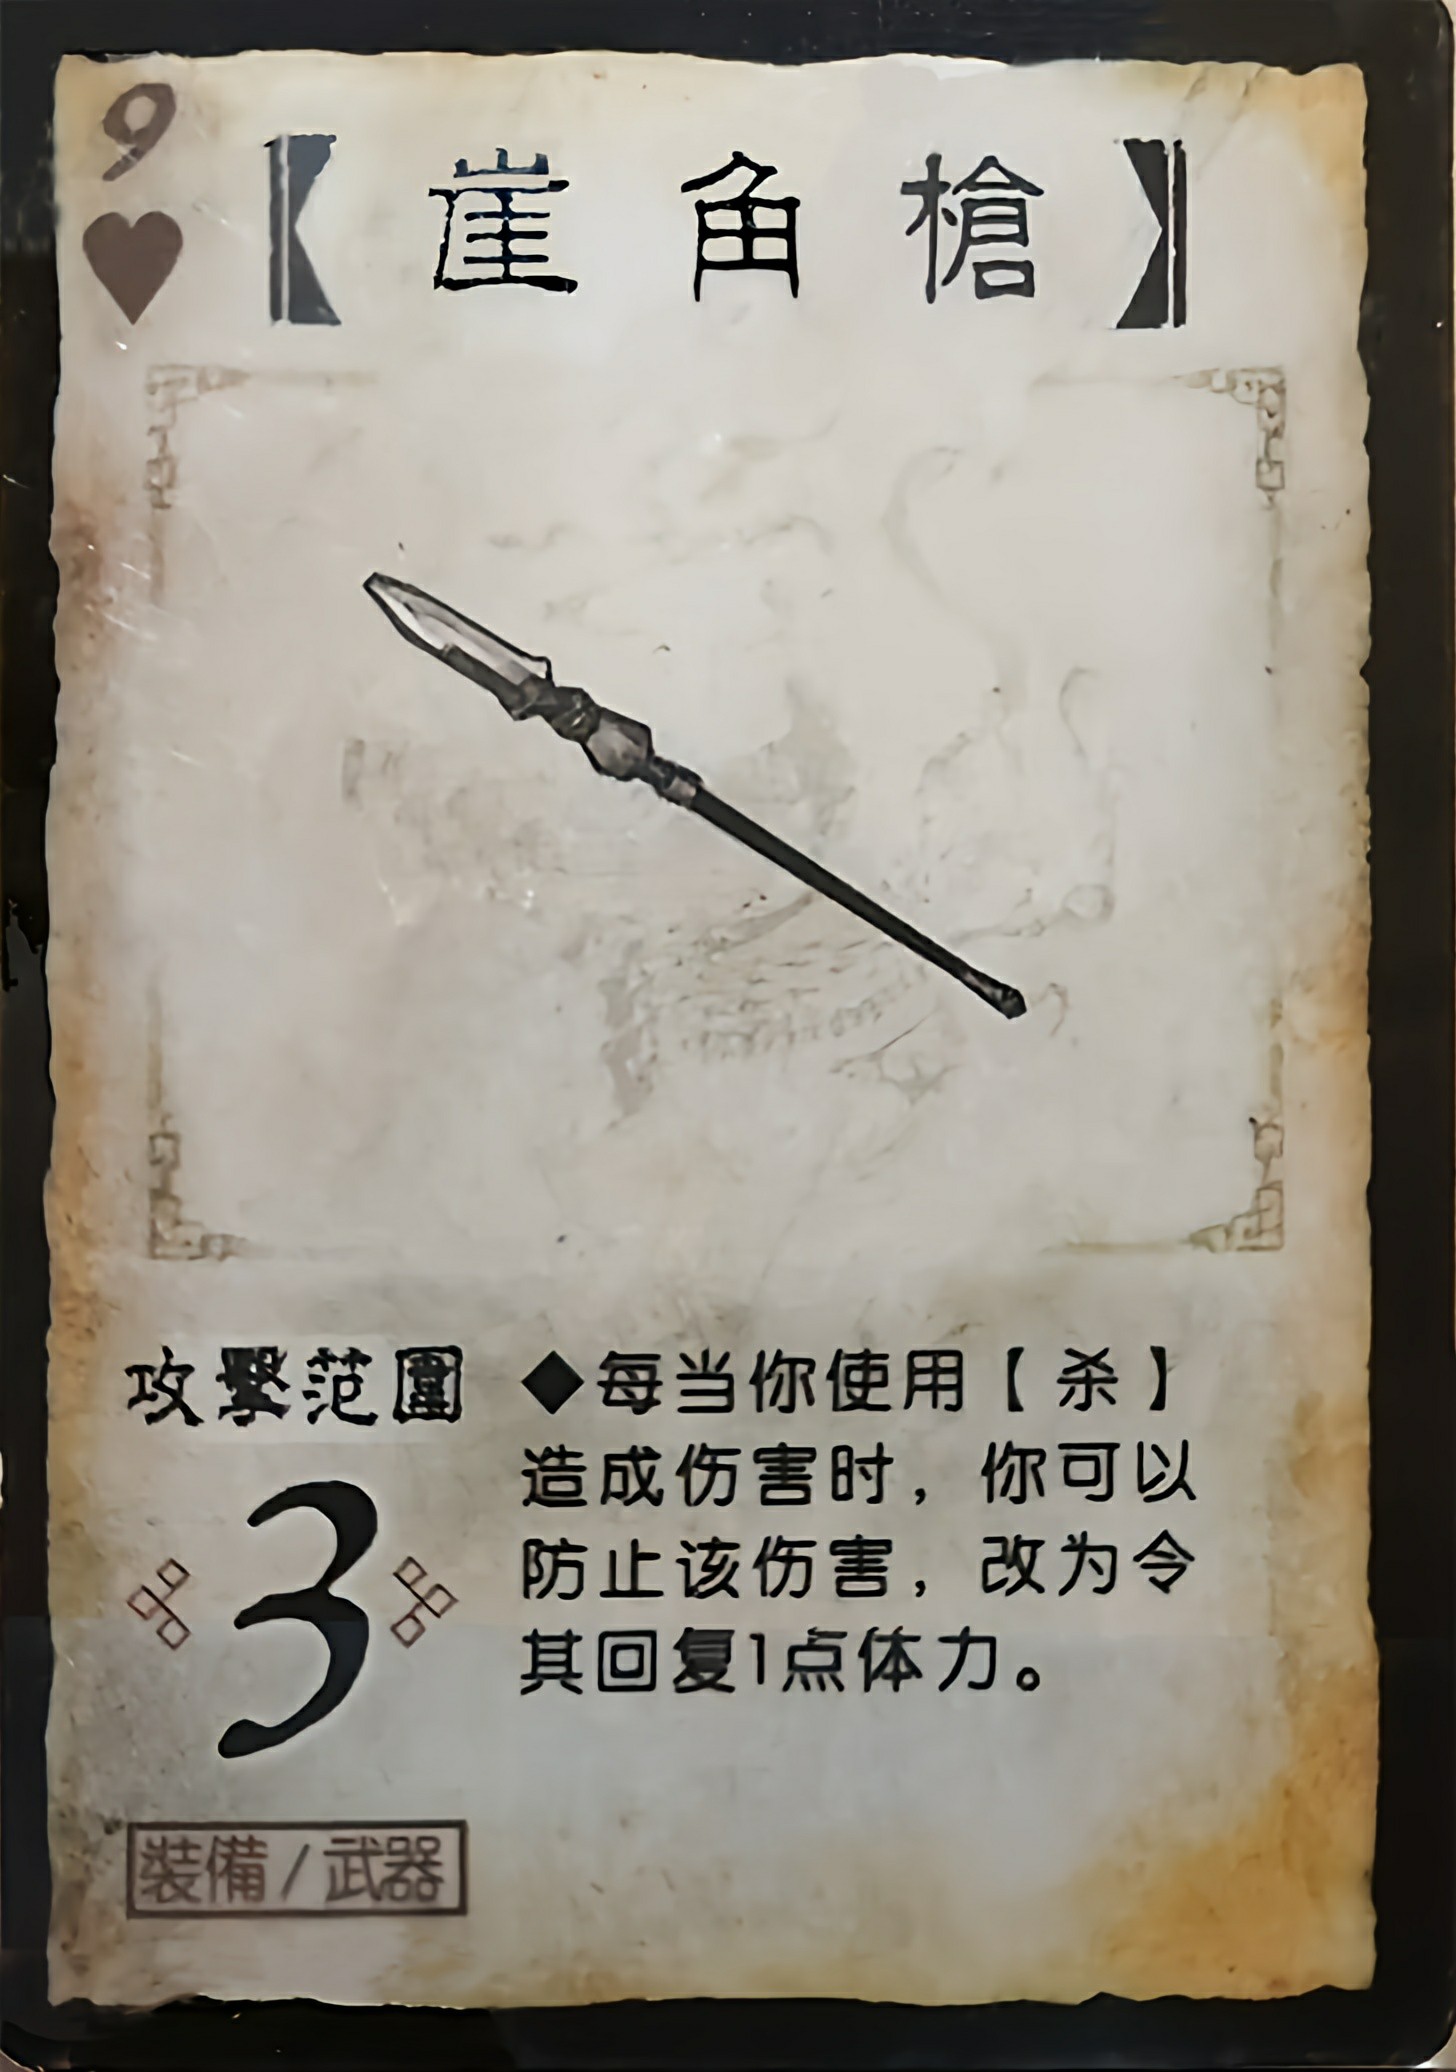 9
【崖角槍】
攻擊范圍
3
◆每当你使用【杀】
造成伤害时，你可以
防止该伤害，改为令
其回复1点体力。
裝備/武器